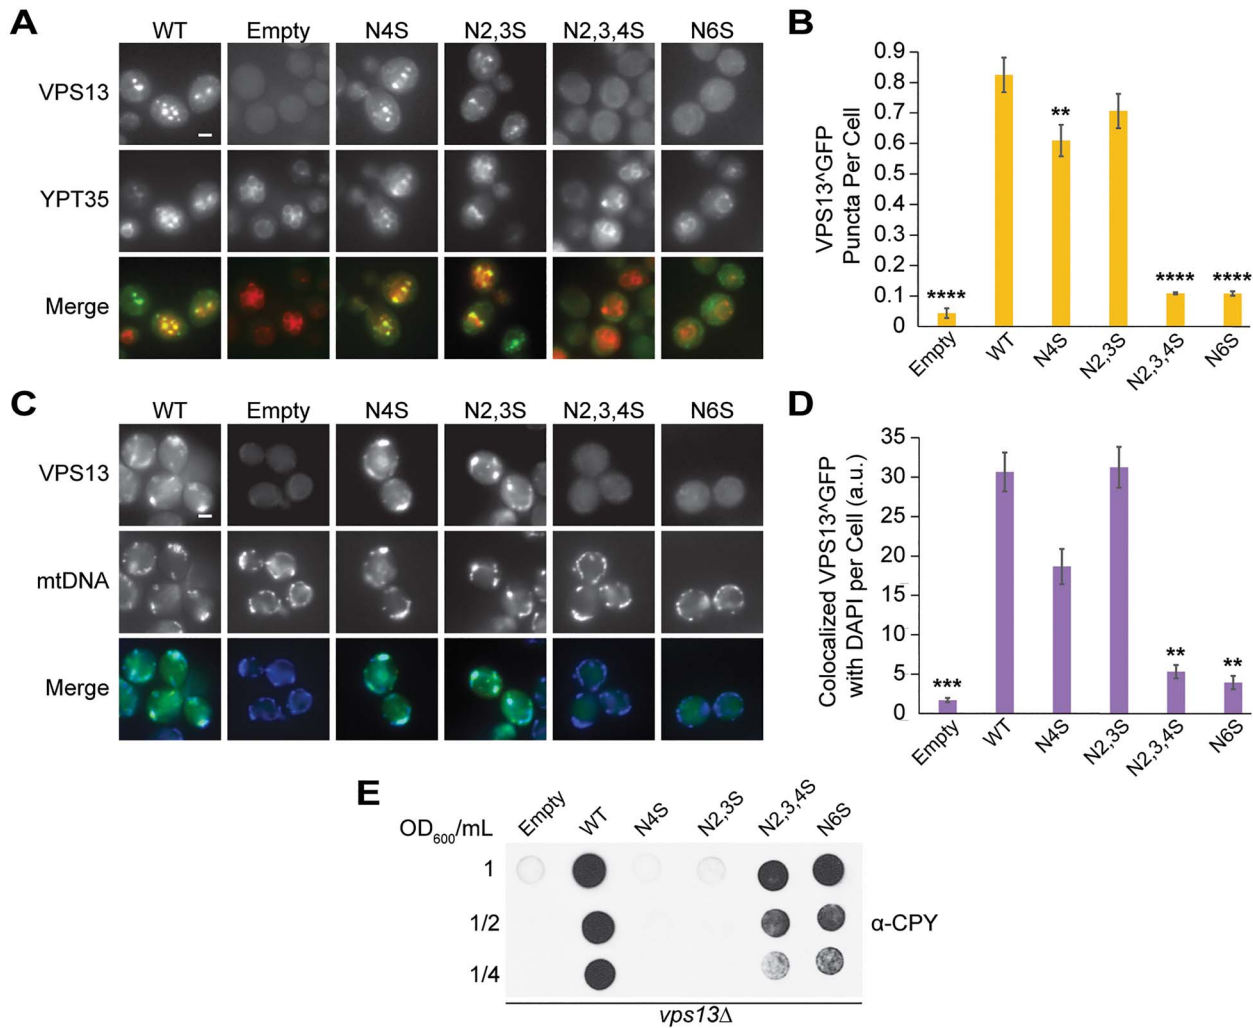 A
WT Empty N4S N2,3S N2,3,4S N6S
VPS13
YPT35
Merge
B
VPS13^GFP
Puncta Per Cell
0.9
0.8
0.7
0.6
0.5
0.4
0.3
0.2
0.1
0
****
**
****
****
Empty WT N4S N2,3S N2,3,4S N6S
C
WT Empty N4S N2,3S N2,3,4S N6S
VPS13
mtDNA
Merge
D
Colocalized VPS13^GFP
with DAPI per Cell (a.u.)
35
30
25
20
15
10
5
0
***
**
**
Empty WT N4S N2,3S N2,3,4S N6S
E
Empty WT N4S N2,3S N2,3,4S N6S
OD600/mL
1
1/2
1/4
α-CPY
vps13Δ